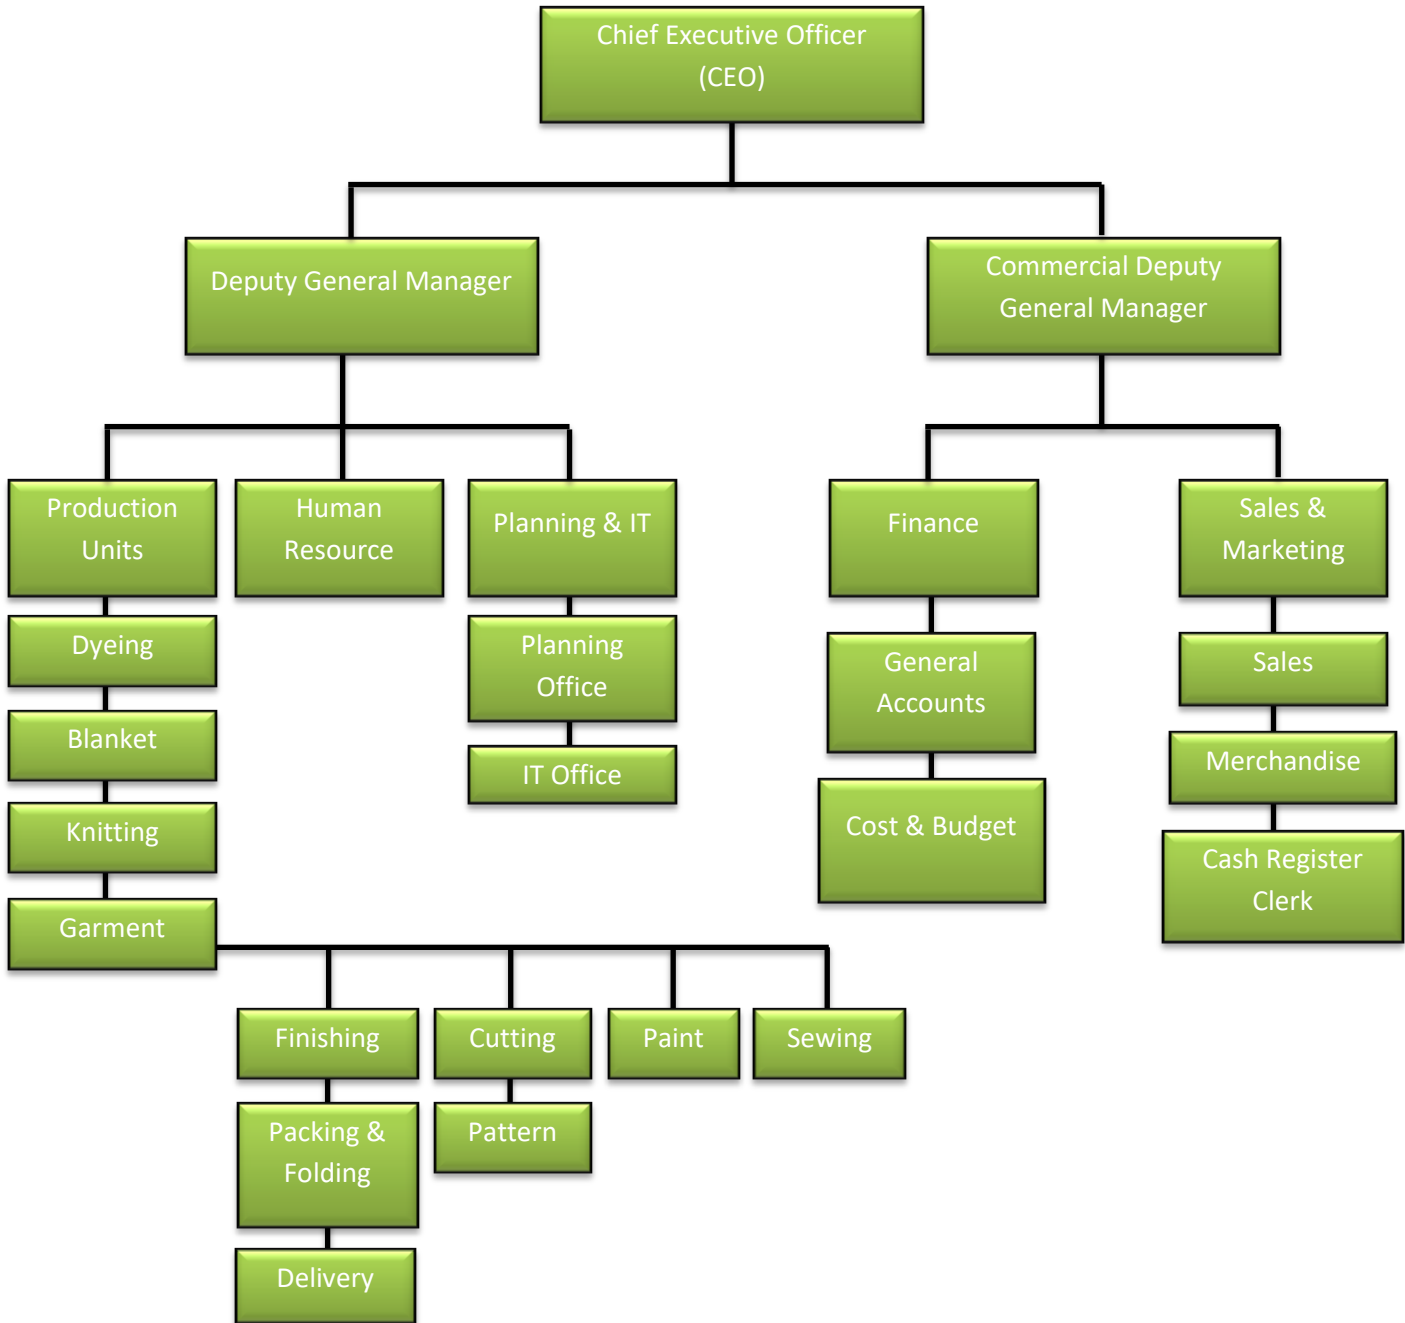 Chief Executive Officer
(CEO)
Deputy General Manager
Commercial Deputy
General Manager
Production
Units
Human
Resource
Planning & IT
Finance
Sales &
Marketing
Dyeing
Planning
Office
General
Accounts
Sales
Blanket
IT Office
Merchandise
Knitting
Cost & Budget
Cash Register
Clerk
Garment
Finishing
Cutting
Paint
Sewing
Packing &
Folding
Pattern
Delivery